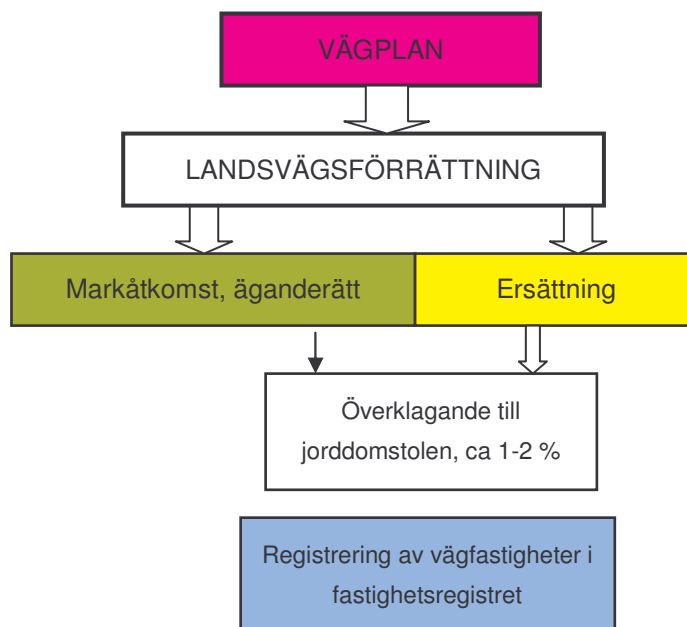 VÄGPLAN
LANDSVÄGSFÖRRÄTTNING
Markåtkomst, äganderätt
Ersättning
Överklagande till
jorddomstolen, ca 1-2 %
Registrering av vägfastigheter i
fastighetsregistret